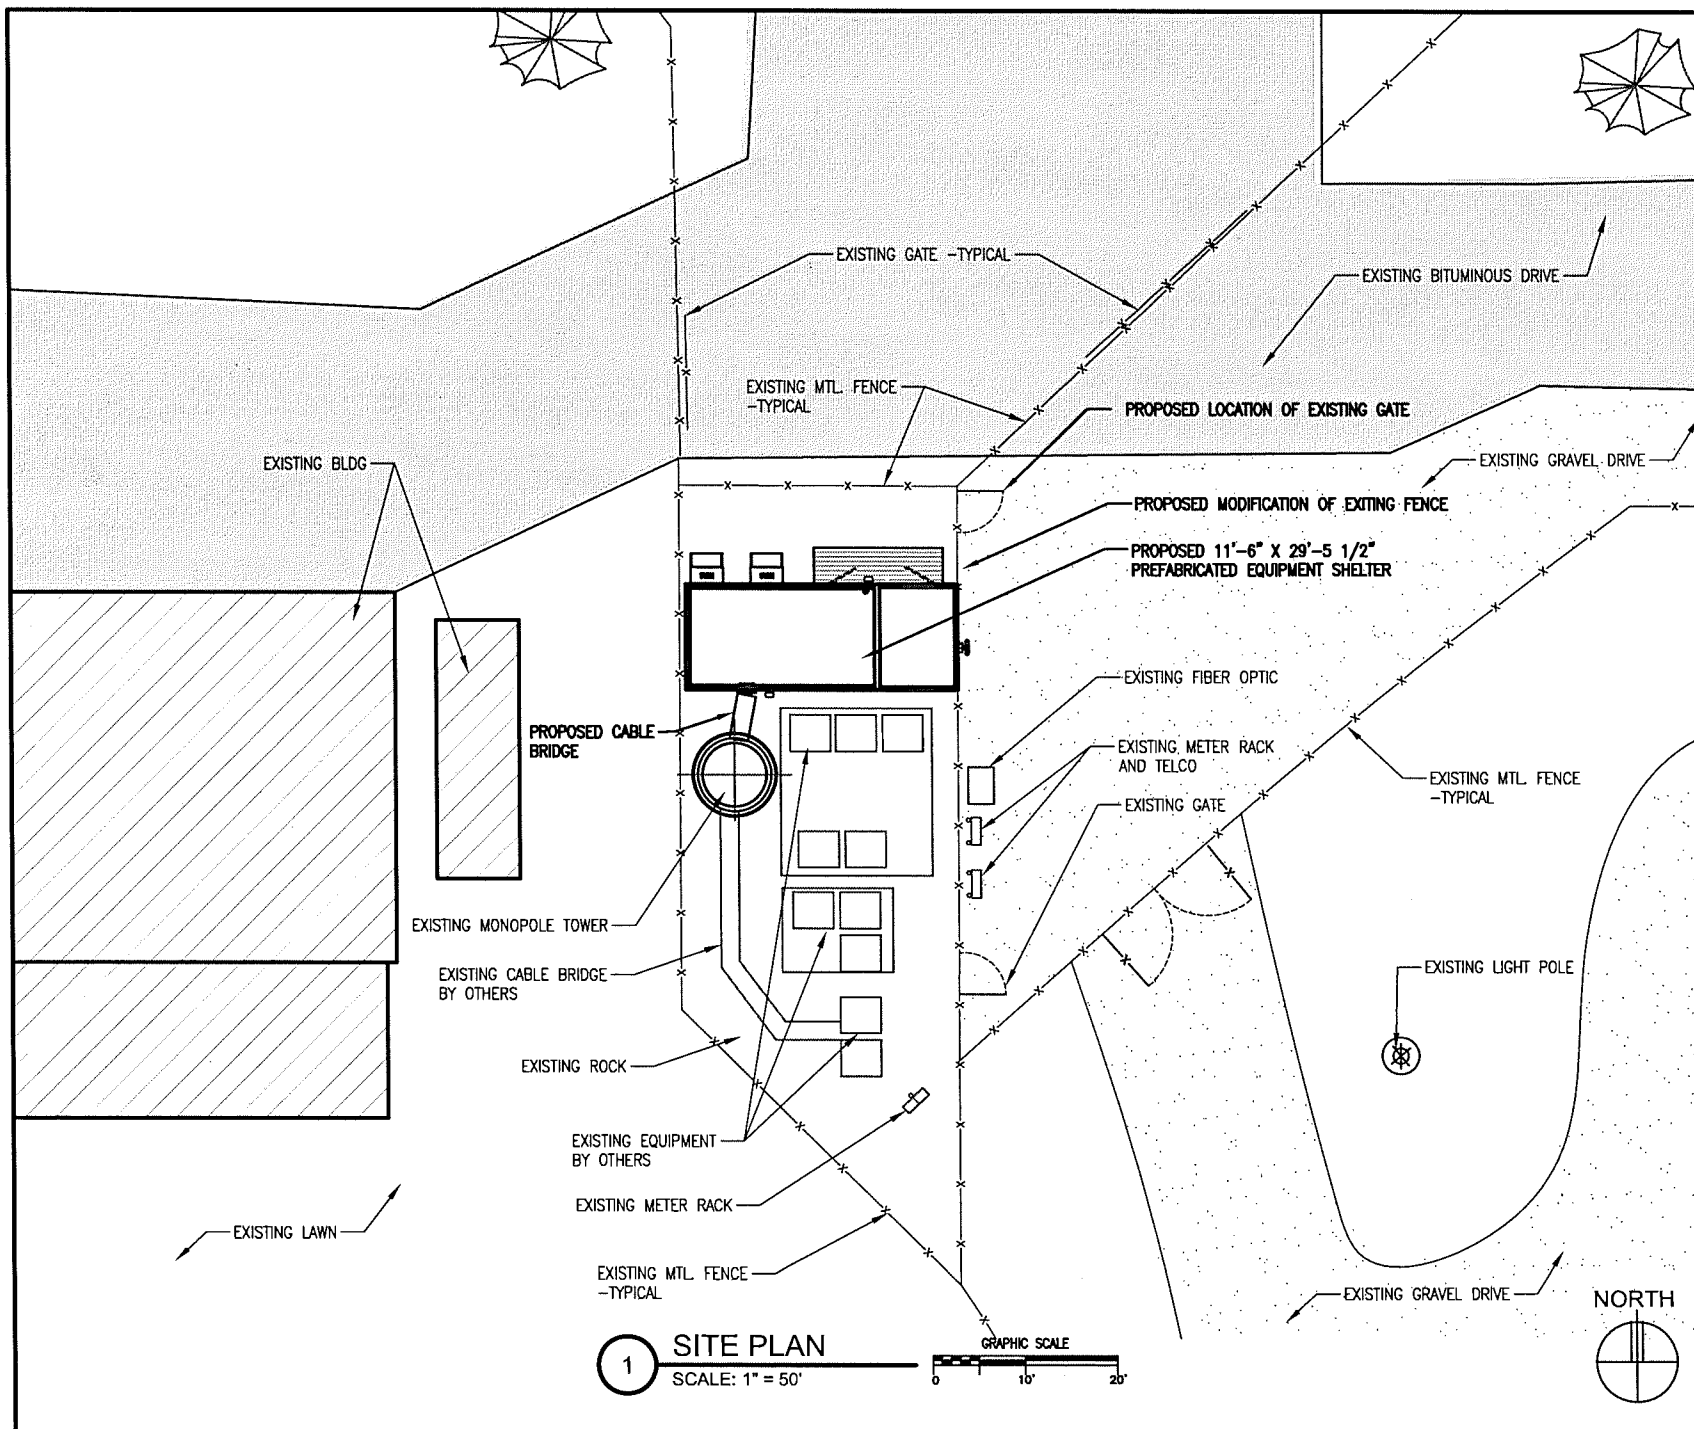 EXISTING GATE -TYPICAL
EXISTING BITUMINOUS DRIVE
EXISTING MTL. FENCE
-TYPICAL
PROPOSED LOCATION OF EXISTING GATE
EXISTING BLDG
EXISTING GRAVEL DRIVE
PROPOSED MODIFICATION OF EXITING FENCE
PROPOSED 11'-6" X 29'-5 1/2"
PREFABRICATED EQUIPMENT SHELTER
EXISTING FIBER OPTIC
PROPOSED CABLE
BRIDGE
EXISTING METER RACK
AND TELCO
EXISTING MTL. FENCE
-TYPICAL
EXISTING GATE
EXISTING MONOPOLE TOWER
EXISTING CABLE BRIDGE
BY OTHERS
EXISTING LIGHT POLE
EXISTING ROCK
EXISTING EQUIPMENT
BY OTHERS
EXISTING METER RACK
EXISTING LAWN
EXISTING MTL. FENCE
-TYPICAL
EXISTING GRAVEL DRIVE
NORTH
1
SITE PLAN
SCALE: 1" = 50'
GRAPHIC SCALE
0 10' 20'